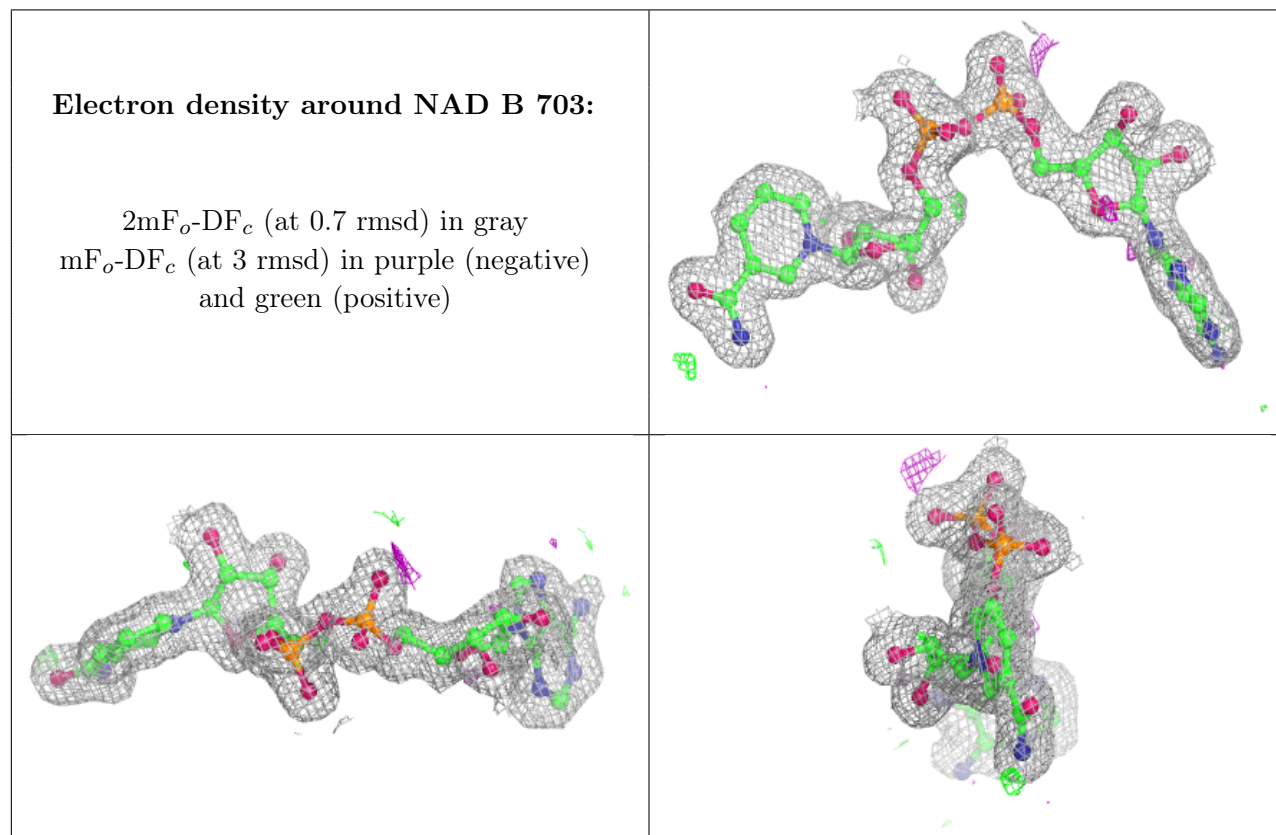 Electron density around NAD B 703:
2mFo-DFc (at 0.7 rmsd) in gray
mFo-DFc (at 3 rmsd) in purple (negative)
and green (positive)